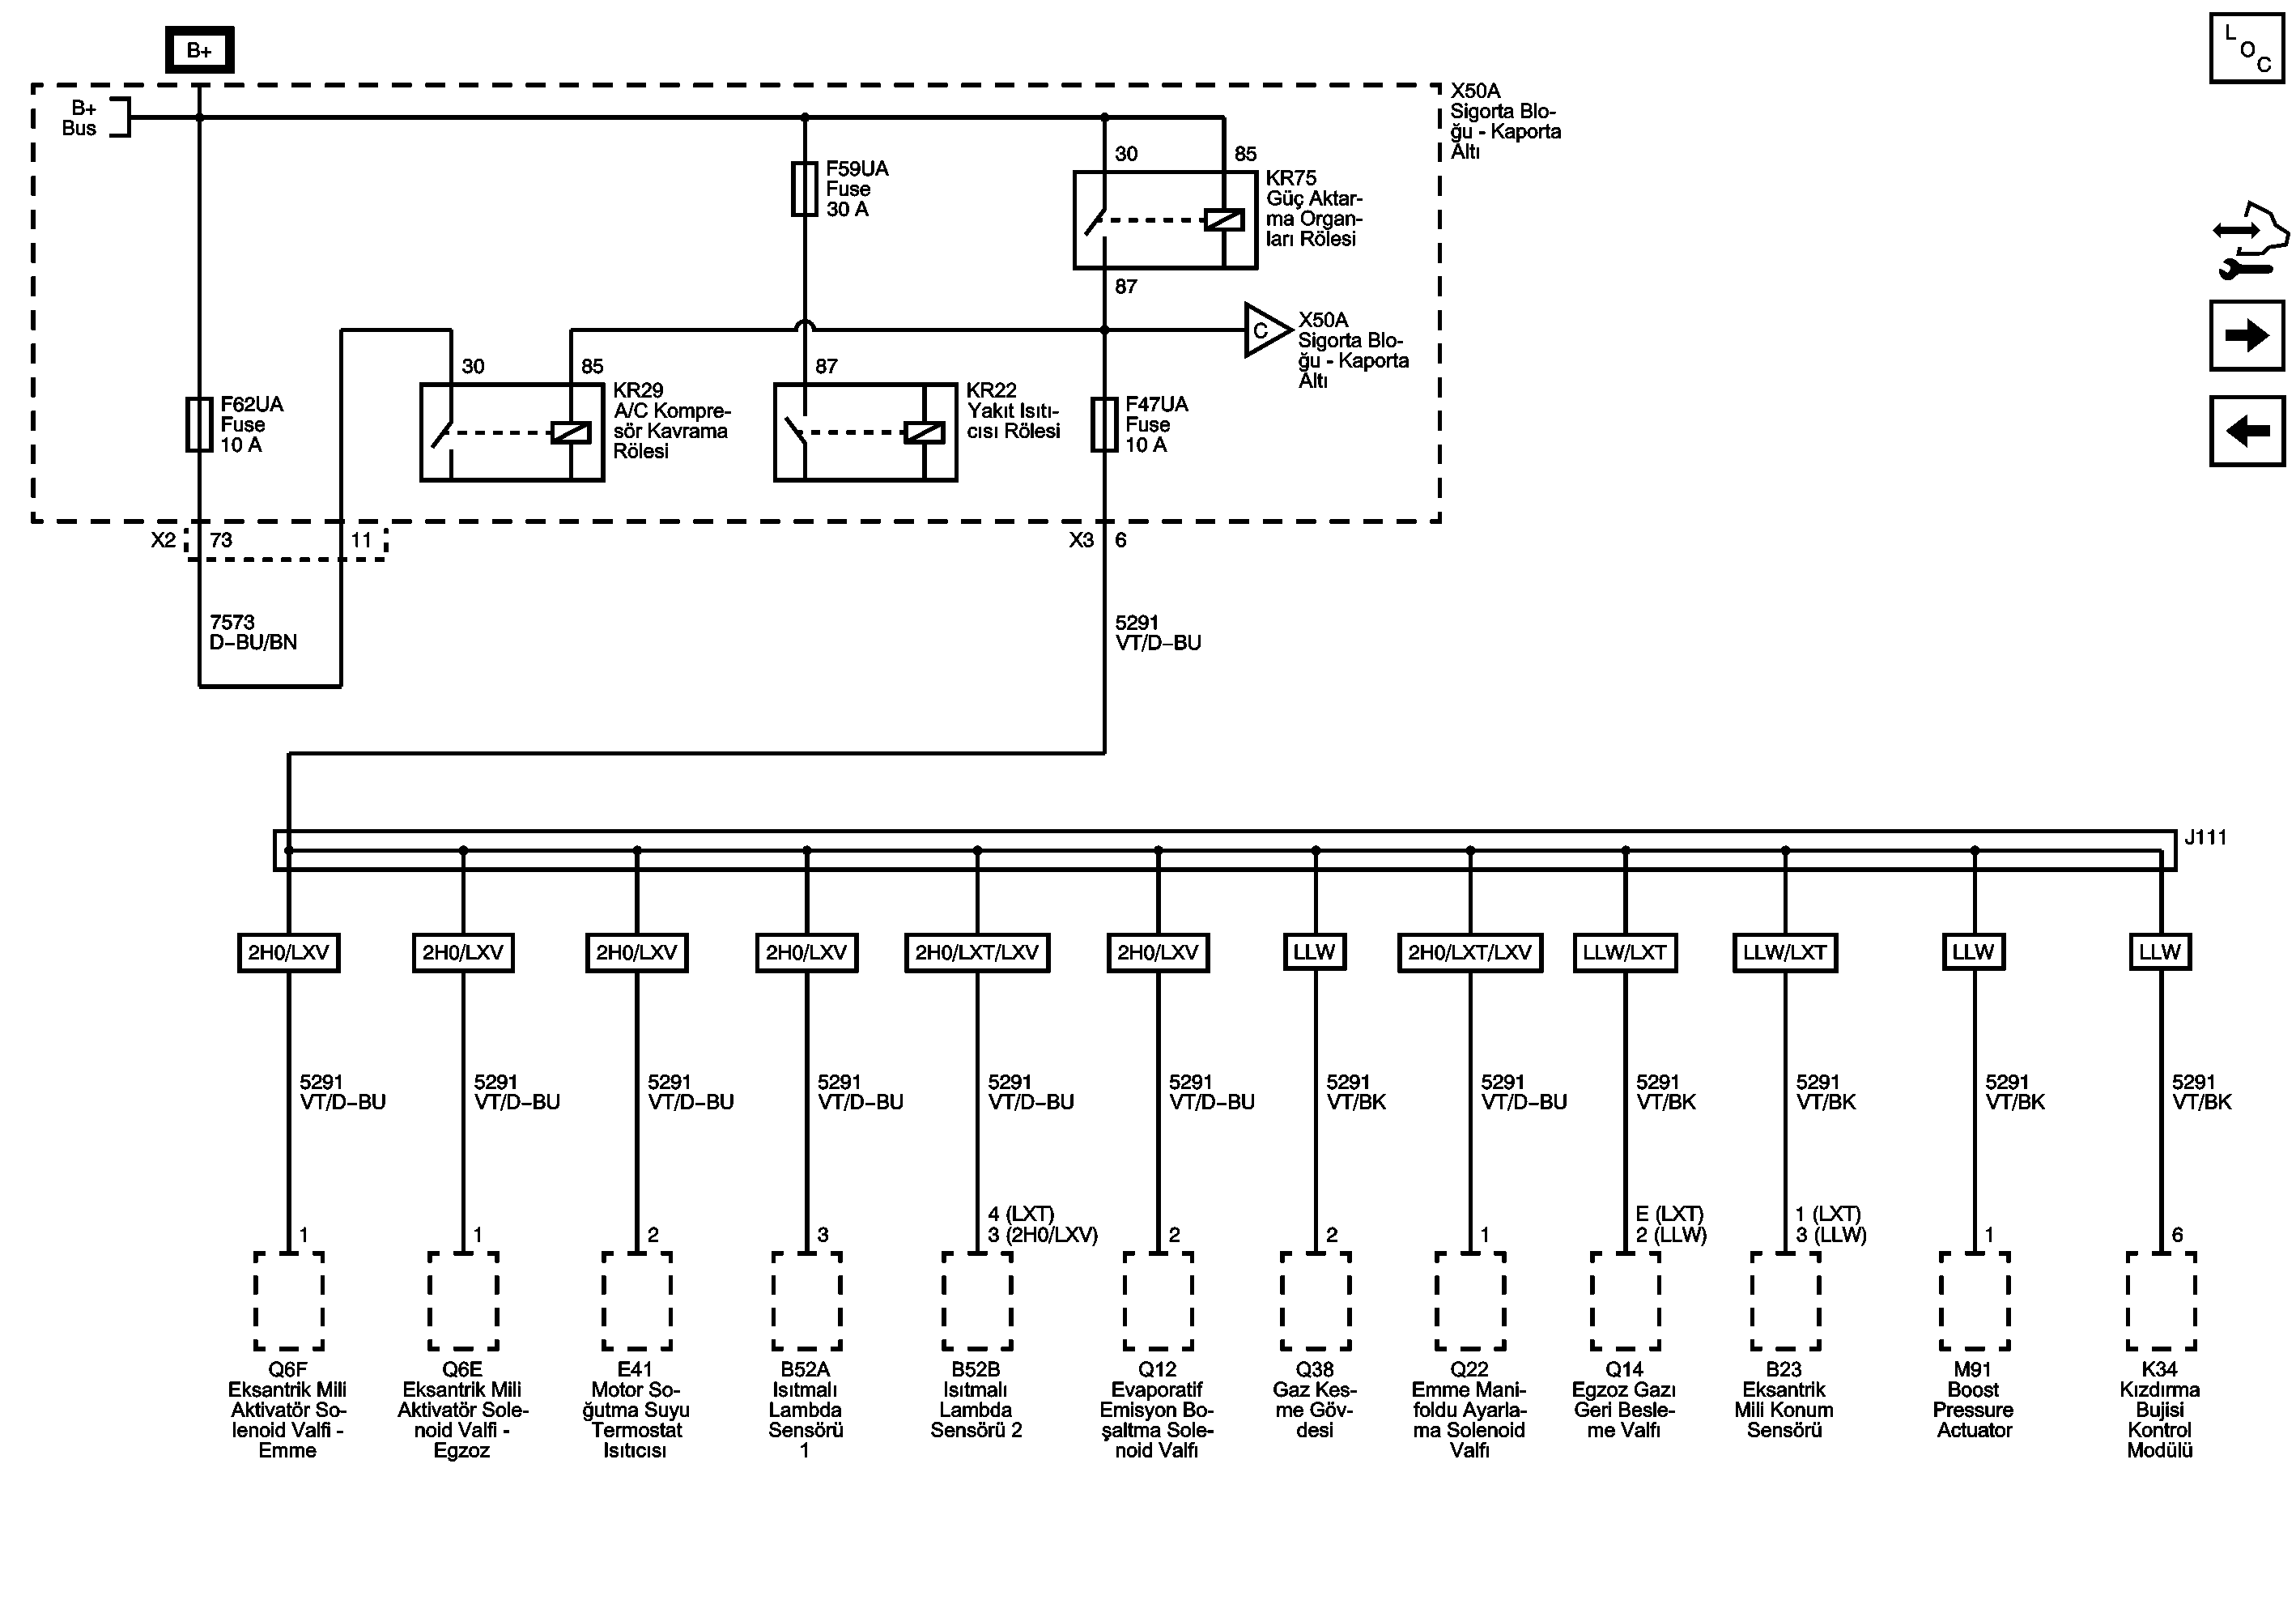 B+
L
O
C
B+
Bus
X50A
Sigorta Blo-
ğu - Kaporta
Altı
F59UA
Fuse
30 A
30
85
KR75
Güç Aktar-
ma Organ-
ları Rölesi
87
C
X50A
Sigorta Blo-
ğu - Kaporta
Altı
F62UA
Fuse
10 A
30
85
KR29
A/C Kompre-
sör Kavrama
Rölesi
87
KR22
Yakıt Isıtı-
cısı Rölesi
F47UA
Fuse
10 A
X2
73
11
X3
6
7573
D–BU/BN
5291
VT/D–BU
J111
2H0/LXV
2H0/LXV
2H0/LXV
2H0/LXV
2H0/LXT/LXV
2H0/LXV
LLW
2H0/LXT/LXV
LLW/LXT
LLW/LXT
LLW
LLW
5291
VT/D–BU
5291
VT/D–BU
5291
VT/D–BU
5291
VT/D–BU
5291
VT/D–BU
5291
VT/D–BU
5291
VT/BK
5291
VT/D–BU
5291
VT/BK
5291
VT/BK
5291
VT/BK
5291
VT/BK
1
1
2
3
4 (LXT)
3 (2H0/LXV)
2
2
1
E (LXT)
2 (LLW)
1 (LXT)
3 (LLW)
1
6
Q6F
Eksantrik Mili
Aktivatör So-
lenoid Valfi -
Emme
Q6E
Eksantrik Mili
Aktivatör Sole-
noid Valfi -
Egzoz
E41
Motor So-
ğutma Suyu
Termostat
Isıtıcısı
B52A
Isıtmalı
Lambda
Sensörü
1
B52B
Isıtmalı
Lambda
Sensörü 2
Q12
Evaporatif
Emisyon Bo-
şaltma Sole-
noid Valfı
Q38
Gaz Kes-
me Göv-
desi
Q22
Emme Mani-
foldu Ayarla-
ma Solenoid
Valfı
Q14
Egzoz Gazı
Geri Besle-
me Valfı
B23
Eksantrik
Mili Konum
Sensörü
M91
Boost
Pressure
Actuator
K34
Kızdırma
Bujisi
Kontrol
Modülü